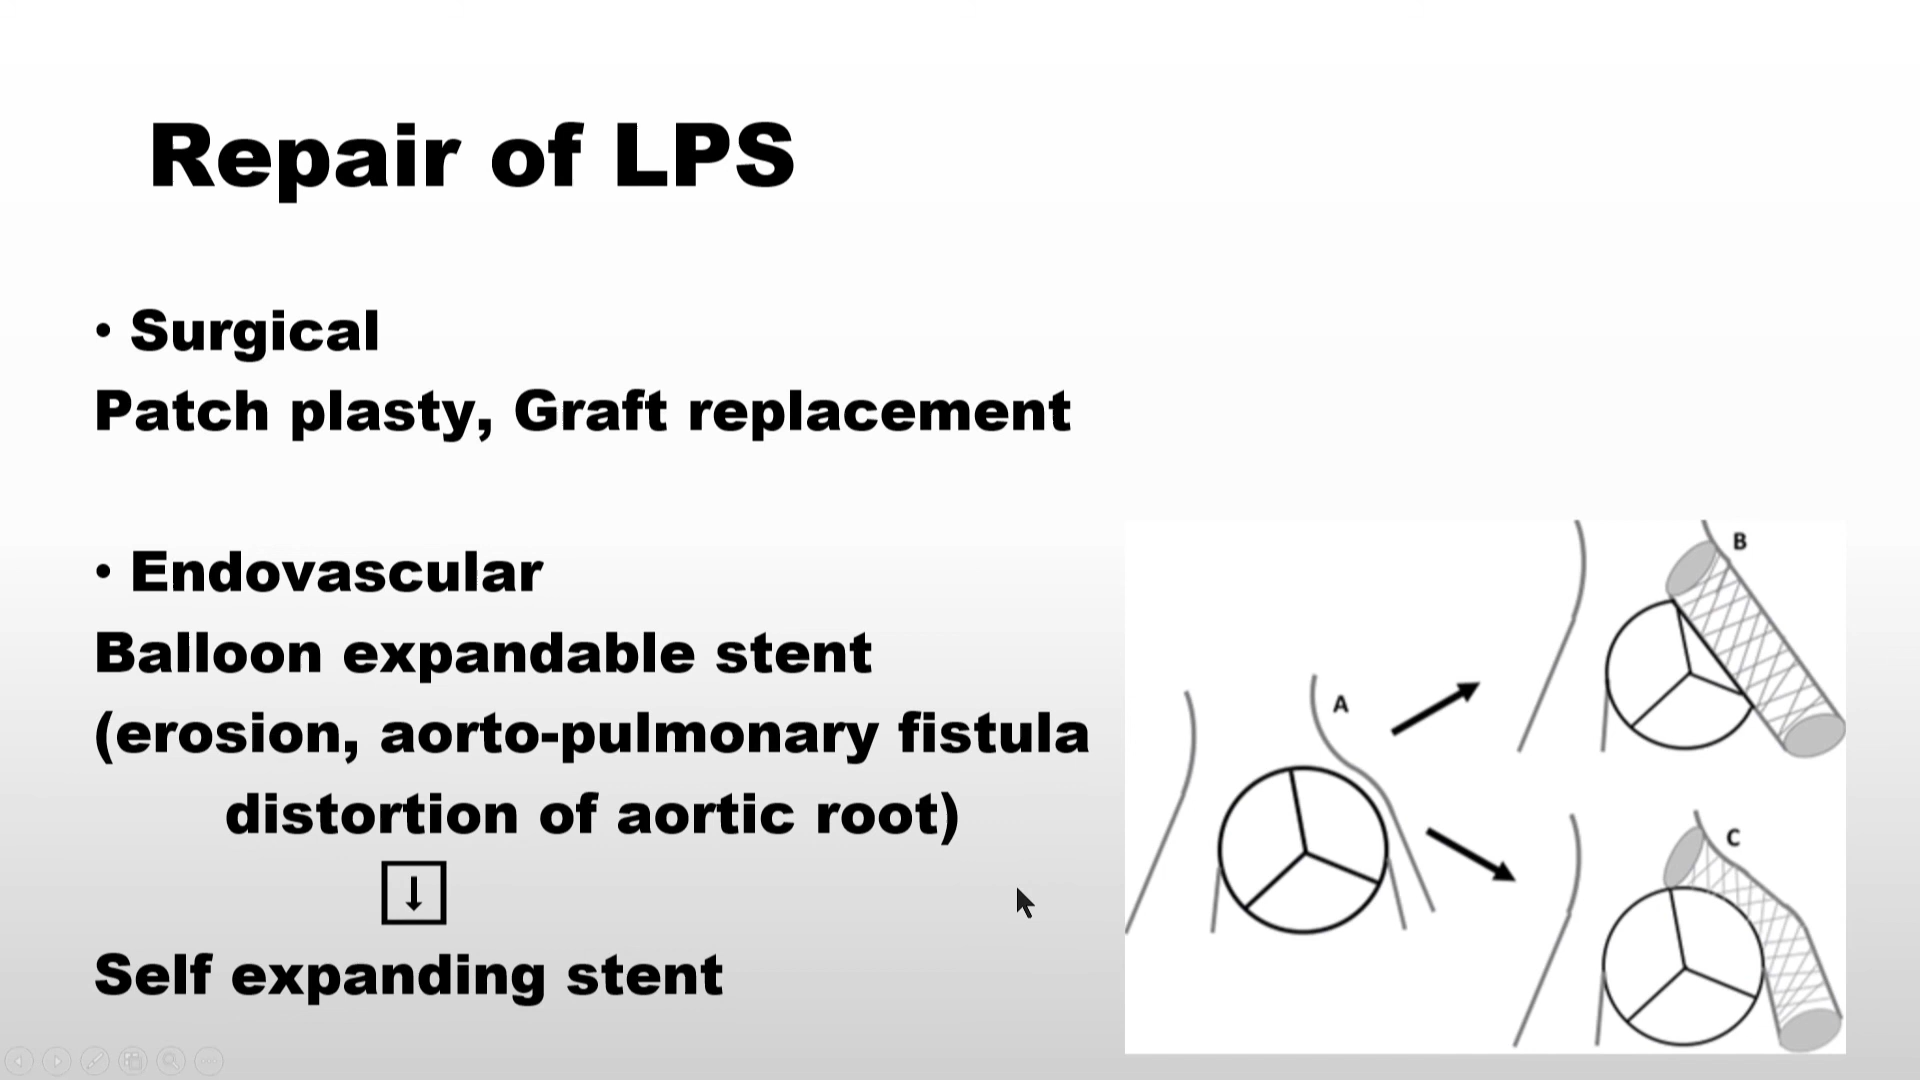 Repair of LPS
• Surgical
Patch plasty, Graft replacement
• Endovascular
Balloon expandable stent
(erosion, aorto-pulmonary fistula
distortion of aortic root)
↓
Self expanding stent
A
B
C